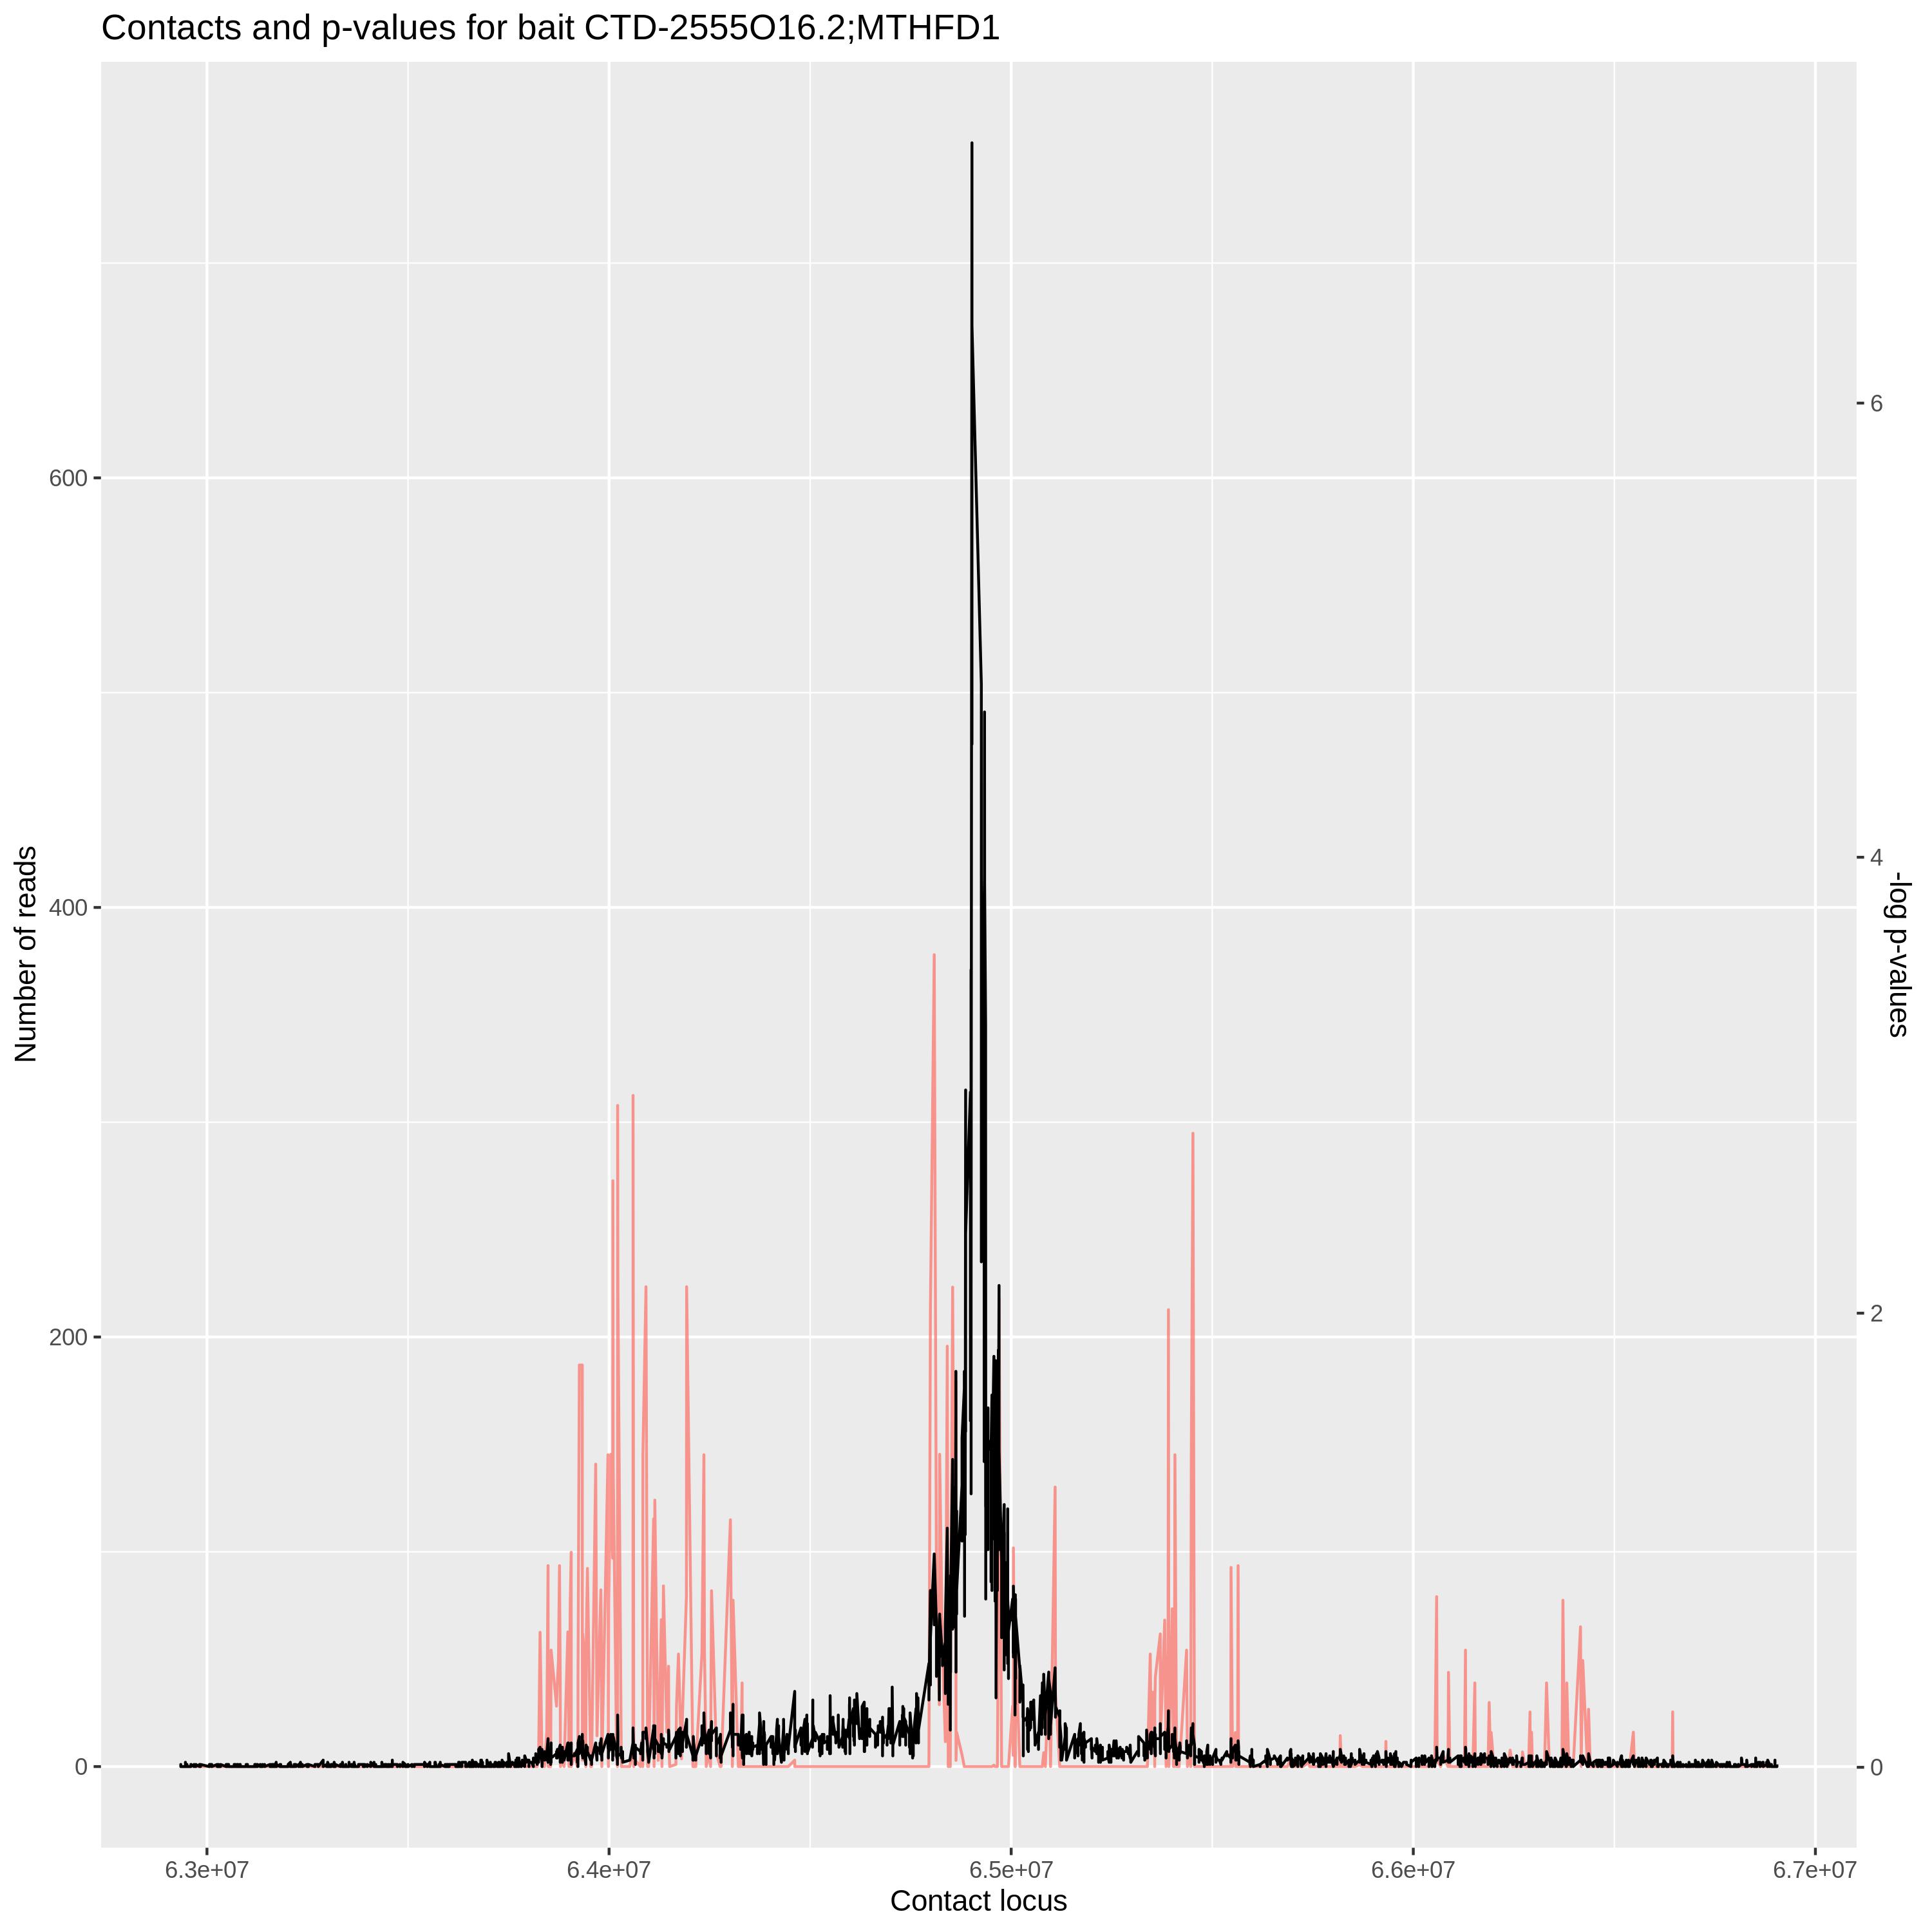 Contacts and p-values for bait CTD-2555O16.2;MTHFD1
Number of reads
600
400
200
0
6
4
2
0
-log p-values
6.3e+07
6.4e+07
6.5e+07
6.6e+07
6.7e+07
Contact locus